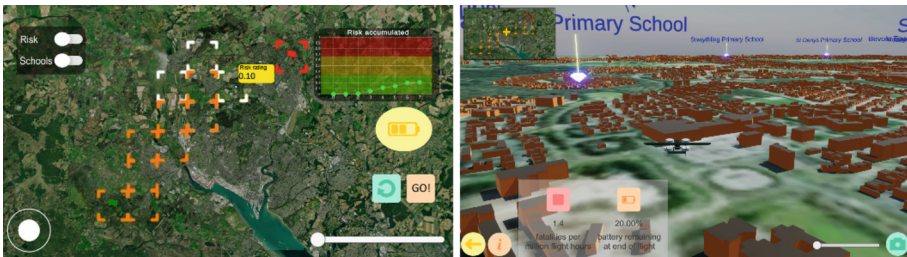 Risk
Schools
Risk rating
0.10
Risk accumulated
GO!
Primary School
Swaythling Primary School
St Denys Primary School
1.4
fatalities per
million flight hours
20.00%
battery remaining
at end of flight
i